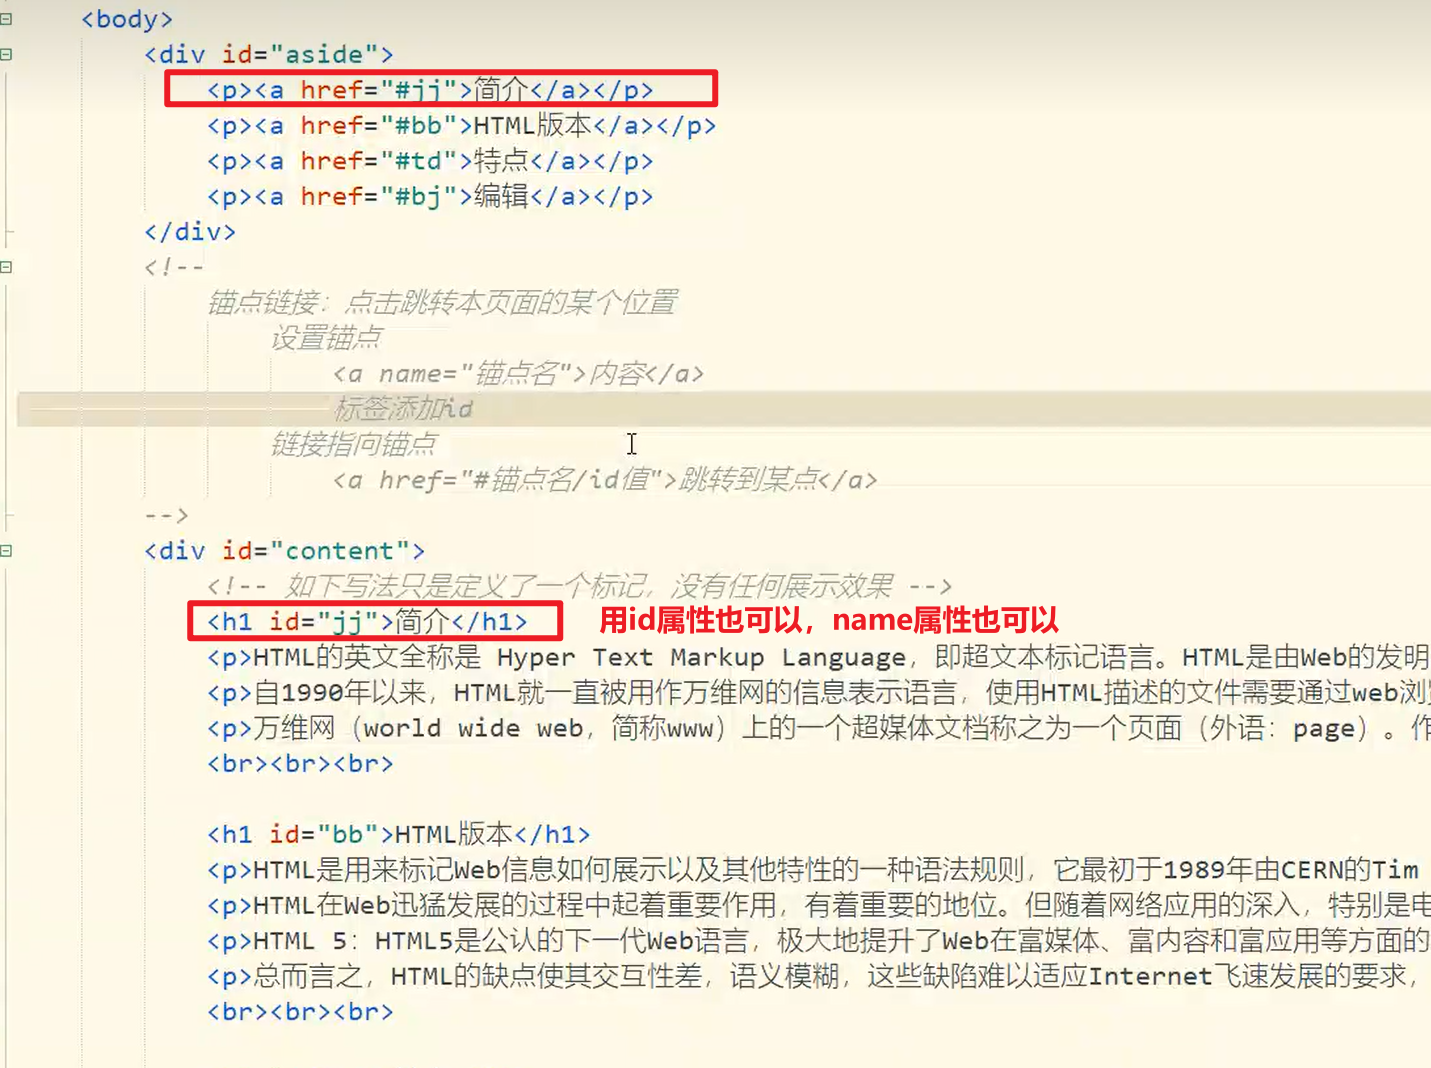 <body>
<div id="aside">
<p><a href="#jj">简介</a></p>
<p><a href="#bb">HTML版本</a></p>
<p><a href="#td">特点</a></p>
<p><a href="#bj">编辑</a></p>
</div>
<!--
锚点链接：点击跳转本页面的某个位置
设置锚点
<a name="锚点名">内容</a>
标签添加id
链接指向锚点
<a href="#锚点名/id值">跳转到某点</a>
-->
<div id="content">
<!-- 如下写法只是定义了一个标记，没有任何展示效果 -->
<h1 id="jj">简介</h1> 用id属性也可以，name属性也可以
<p>HTML的英文全称是 Hyper Text Markup Language，即超文本标记语言。HTML是由Web的发明
<p>自1990年以来，HTML就一直被用作万维网的信息表示语言，使用HTML描述的文件需要通过web浏览
<p>万维网（world wide web，简称www）上的一个超媒体文档称之为一个页面（外语：page）。作
<br><br><br>
<h1 id="bb">HTML版本</h1>
<p>HTML是用来标记Web信息如何展示以及其他特性的一种语法规则，它最初于1989年由CERN的Tim
<p>HTML在Web迅猛发展的过程中起着重要作用，有着重要的地位。但随着网络应用的深入，特别是电
<p>HTML 5：HTML5是公认的下一代Web语言，极大地提升了Web在富媒体、富内容和富应用等方面的
<p>总而言之，HTML的缺点使其交互性差，语义模糊，这些缺陷难以适应Internet飞速发展的要求，
<br><br><br>